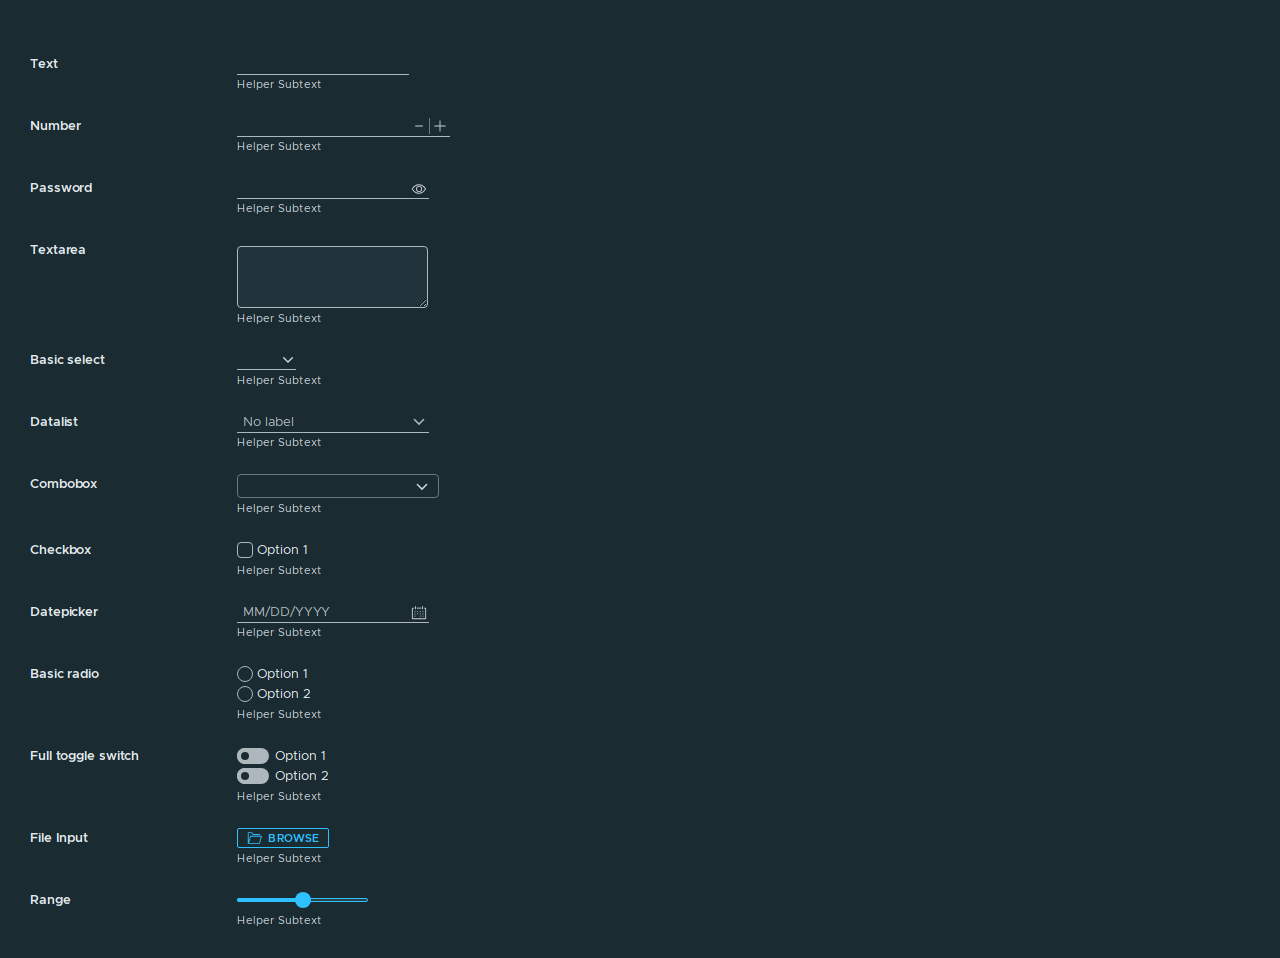 Text
Helper Subtext
Number
Helper Subtext
Password
Helper Subtext
Textarea
Helper Subtext
Basic select
Helper Subtext
Datalist
No label
Helper Subtext
Combobox
Helper Subtext
Checkbox
Option 1
Helper Subtext
Datepicker
MM/DD/YYYY
Helper Subtext
Basic radio
Option 1
Option 2
Helper Subtext
Full toggle switch
Option 1
Option 2
Helper Subtext
File Input
BROWSE
Helper Subtext
Range
Helper Subtext